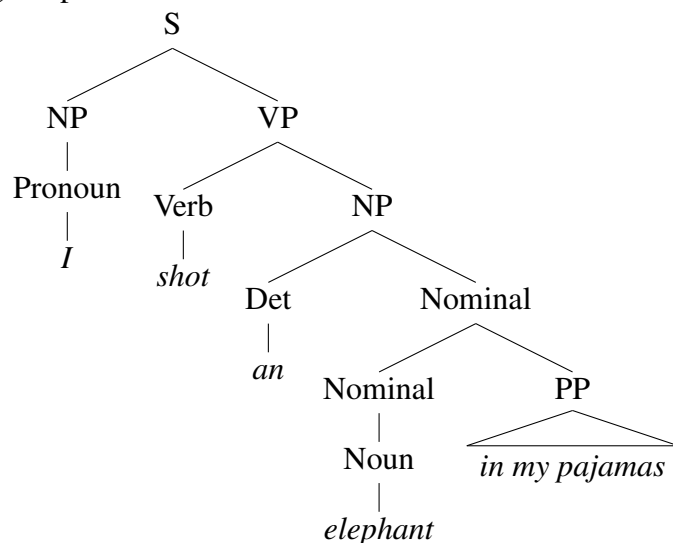 S
NP VP
Pronoun Verb NP
I shot Det Nominal
an Nominal PP
Noun in my pajamas
elephant